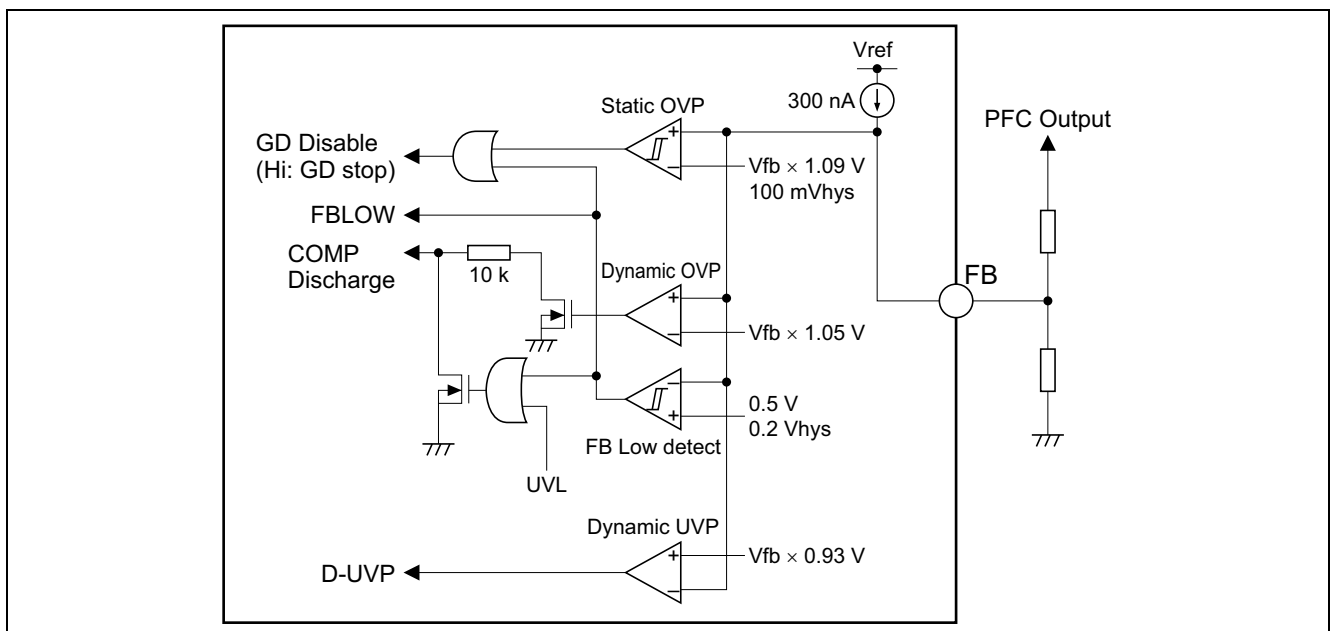 Vref
300 nA
Static OVP
PFC Output
GD Disable
(Hi: GD stop)
Vfb × 1.09 V
100 mVhys
FBLOW
COMP
Discharge
10 k
Dynamic OVP
FB
Vfb × 1.05 V
0.5 V
0.2 Vhys
FB Low detect
UVL
Dynamic UVP
Vfb × 0.93 V
D-UVP